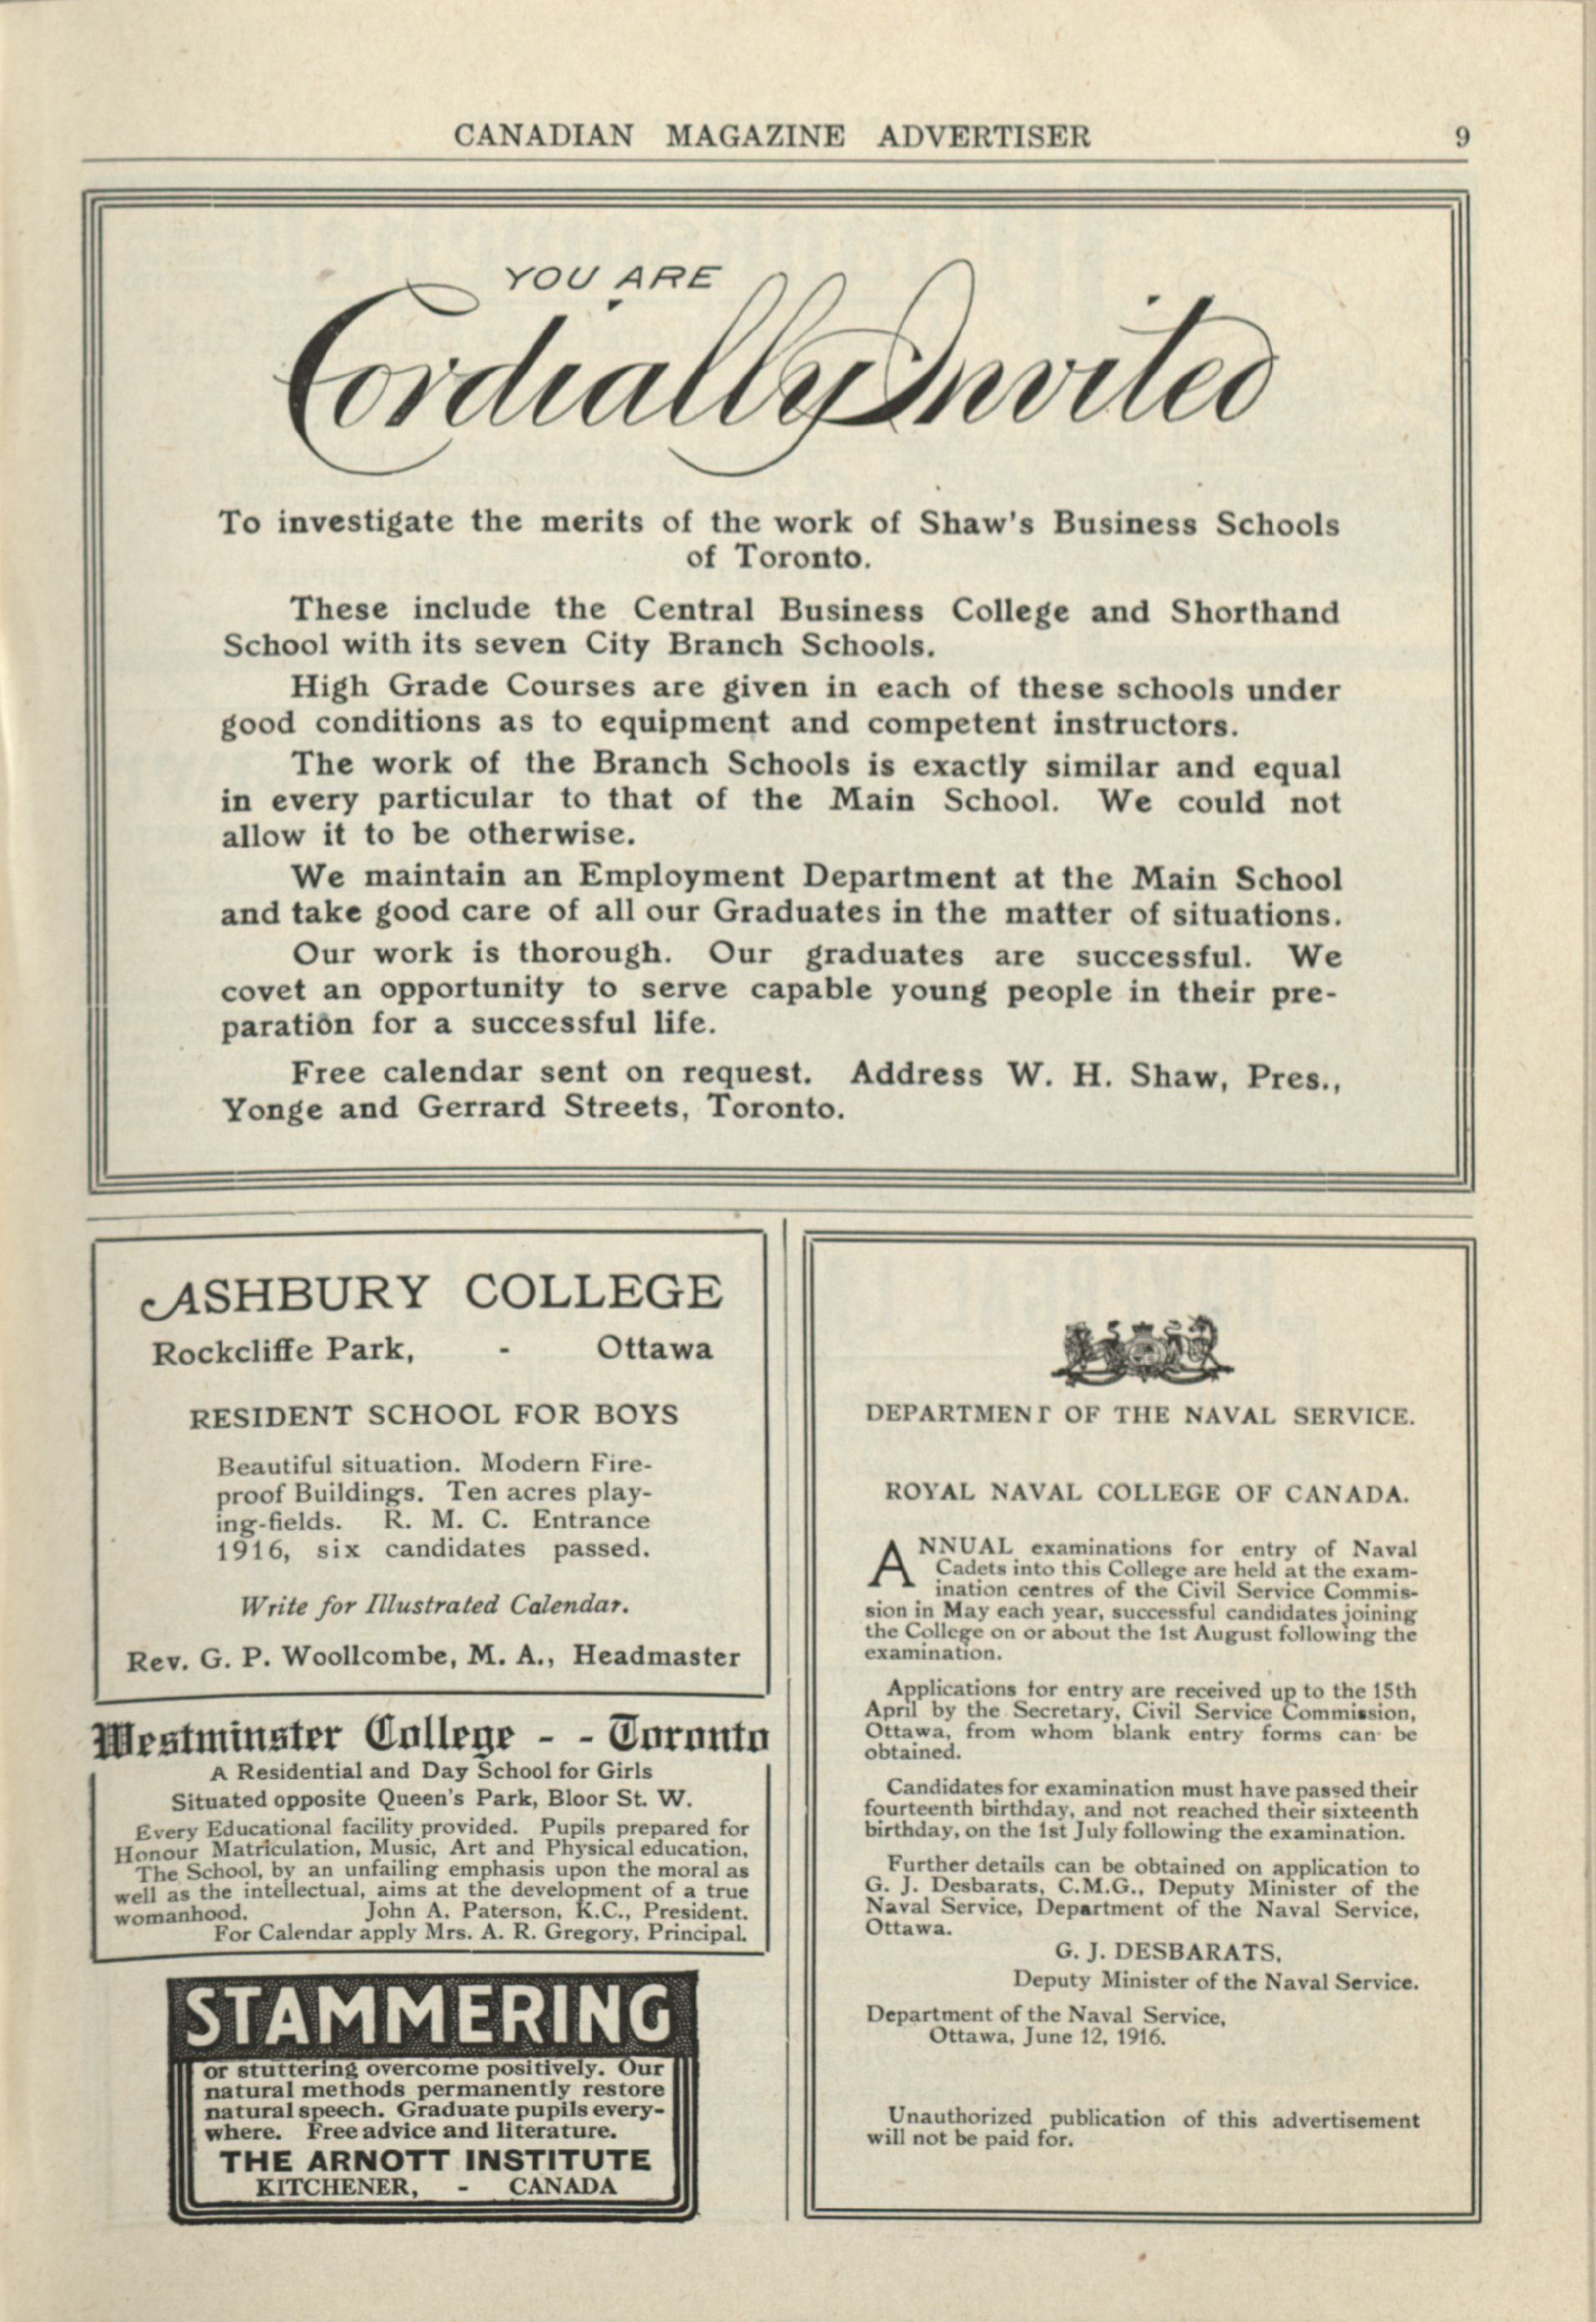 CANADIAN MAGAZINE ADVERTISER 9
YOU ARE
Cordially Invited
To investigate the merits of the work of Shaw's Business Schools
of Toronto.
These include the Central Business College and Shorthand
School with its seven City Branch Schools.
High Grade Courses are given in each of these schools under
good conditions as to equipment and competent instructors.
The work of the Branch Schools is exactly similar and equal
in every particular to that of the Main School. We could not
allow it to be otherwise.
We maintain an Employment Department at the Main School
and take good care of all our Graduates in the matter of situations.
Our work is thorough. Our graduates are successful. We
covet an opportunity to serve capable young people in their pre-
paration for a successful life.
Free calendar sent on request. Address W. H. Shaw, Pres.,
Yonge and Gerrard Streets, Toronto.
ASHBURY COLLEGE
Rockcliffe Park, - Ottawa
RESIDENT SCHOOL FOR BOYS
Beautiful situation. Modern Fire-
proof Buildings. Ten acres play-
ing-fields. R. M. C. Entrance
1916, six candidates passed.
Write for Illustrated Calendar.
Rev. G. P. Woollcombe, M. A., Headmaster
Westminster College - - Toronto
A Residential and Day School for Girls
Situated opposite Queen's Park, Bloor St. W.
Every Educational facility provided. Pupils prepared for
Honour Matriculation, Music, Art and Physical education.
The School, by an unfailing emphasis upon the moral as
well as the intellectual, aims at the development of a true
womanhood. John A. Paterson, K.C., President.
For Calendar apply Mrs. A. R. Gregory, Principal.
STAMMERING
or stuttering overcome positively. Our
natural methods permanently restore
natural speech. Graduate pupils every-
where. Free advice and literature.
THE ARNOTT INSTITUTE
KITCHENER, - CANADA
DEPARTMENT OF THE NAVAL SERVICE.
ROYAL NAVAL COLLEGE OF CANADA.
ANNUAL examinations for entry of Naval
Cadets into this College are held at the exam-
ination centres of the Civil Service Commis-
sion in May each year, successful candidates joining
the College on or about the 1st August following the
examination.
Applications for entry are received up to the 15th
April by the Secretary, Civil Service Commission,
Ottawa, from whom blank entry forms can be
obtained.
Candidates for examination must have passed their
fourteenth birthday, and not reached their sixteenth
birthday, on the 1st July following the examination.
Further details can be obtained on application to
G. J. Desbarats, C.M.G., Deputy Minister of the
Naval Service, Department of the Naval Service,
Ottawa.
G. J. DESBARATS,
Deputy Minister of the Naval Service.
Department of the Naval Service,
Ottawa, June 12, 1916.
Unauthorized publication of this advertisement
will not be paid for.